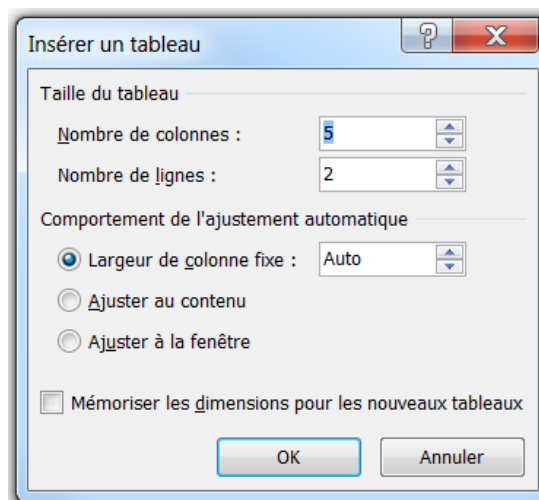 Insérer un tableau
Taille du tableau
Nombre de colonnes : 5
Nombre de lignes : 2
Comportement de l'ajustement automatique
Largeur de colonne fixe : Auto
Ajuster au contenu
Ajuster à la fenêtre
Mémoriser les dimensions pour les nouveaux tableaux
OK Annuler